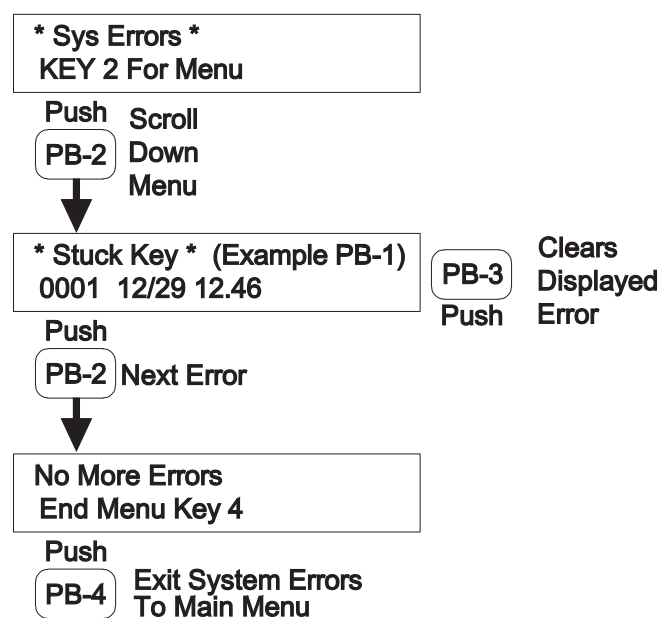 * Sys Errors *
KEY 2 For Menu
Push
PB-2
Scroll
Down
Menu
* Stuck Key * (Example PB-1)
0001 12/29 12.46
PB-3
Push
Clears
Displayed
Error
Push
PB-2
Next Error
No More Errors
End Menu Key 4
Push
PB-4
Exit System Errors
To Main Menu